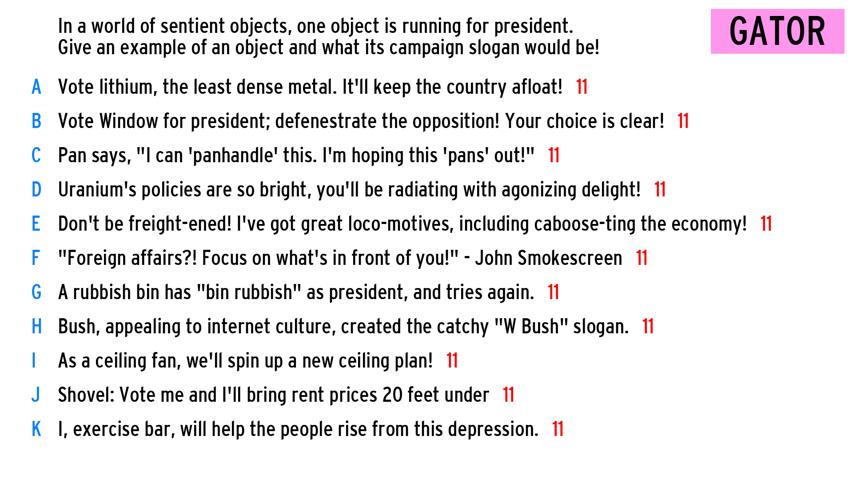 In a world of sentient objects, one object is running for president.
Give an example of an object and what its campaign slogan would be!
GATOR
A Vote lithium, the least dense metal. It'll keep the country afloat! 11
B Vote Window for president; defenestrate the opposition! Your choice is clear! 11
C Pan says, "I can 'panhandle' this. I'm hoping this 'pans' out!" 11
D Uranium's policies are so bright, you'll be radiating with agonizing delight! 11
E Don't be freight-ened! I've got great loco-motives, including caboose-ting the economy! 11
F "Foreign affairs?! Focus on what's in front of you!" - John Smokescreen 11
G A rubbish bin has "bin rubbish" as president, and tries again. 11
H Bush, appealing to internet culture, created the catchy "W Bush" slogan. 11
I As a ceiling fan, we'll spin up a new ceiling plan! 11
J Shovel: Vote me and I'll bring rent prices 20 feet under 11
K I, exercise bar, will help the people rise from this depression. 11